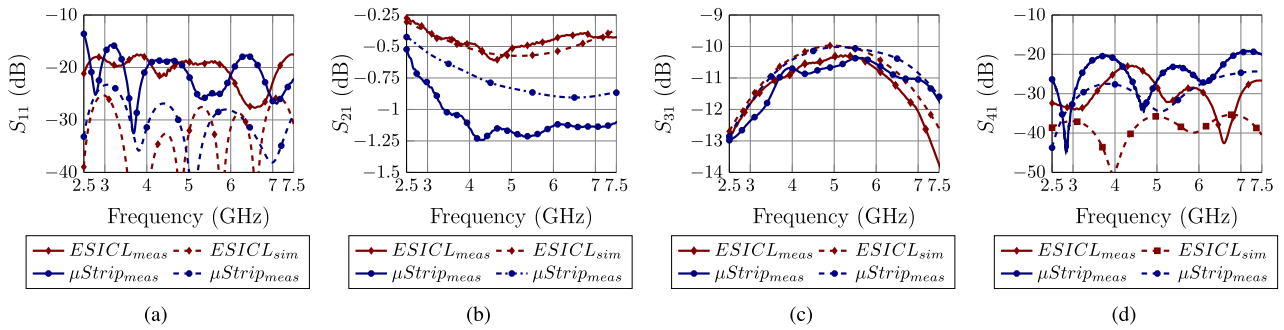 −10
−20
−30
−40
S11 (dB)
2.5 3 4 5 6 7 7.5
Frequency (GHz)
ESICLmeas ESICLsim
μStripmeas μStripmeas
(a)
−0.25
−0.5
−0.75
−1
−1.25
−1.5
S21 (dB)
2.5 3 4 5 6 7 7.5
Frequency (GHz)
ESICLmeas ESICLsim
μStripmeas μStripmeas
(b)
−9
−10
−11
−12
−13
−14
S31 (dB)
2.5 3 4 5 6 7 7.5
Frequency (GHz)
ESICLmeas ESICLsim
μStripmeas μStripmeas
(c)
−10
−20
−30
−40
−50
S41 (dB)
2.5 3 4 5 6 7 7.5
Frequency (GHz)
ESICLmeas ESICLsim
μStripmeas μStripmeas
(d)